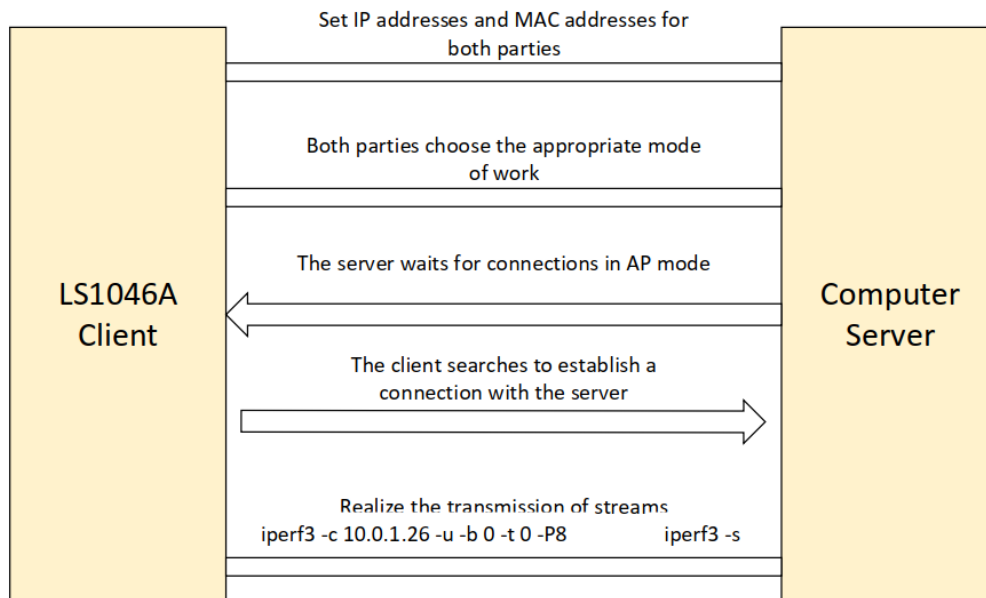 Set IP addresses and MAC addresses for
both parties
Both parties choose the appropriate mode
of work
The server waits for connections in AP mode
LS1046A
Client
Computer
Server
The client searches to establish a
connection with the server
Realize the transmission of streams
iperf3 -c 10.0.1.26 -u -b 0 -t 0 -P8
iperf3 -s